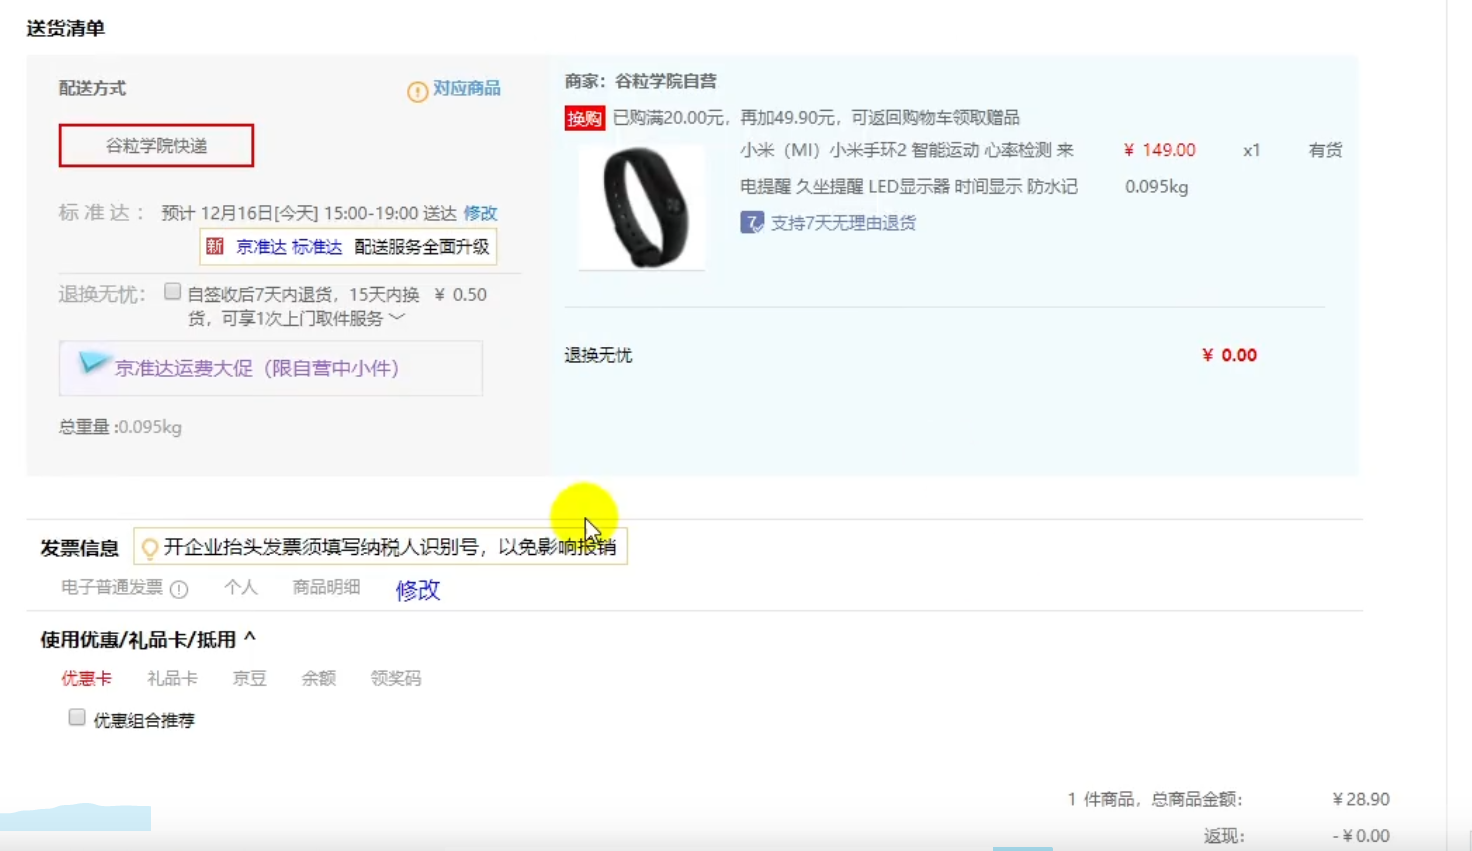 送货清单
配送方式
对应商品
谷粒学院快递
标 准 达： 预计 12月16日[今天] 15:00-19:00 送达 修改
新 京准达 标准达 配送服务全面升级
退换无忧： 自签收后7天内退货，15天内换 ¥ 0.50
货，可享1次上门取件服务
京准达运费大促（限自营中小件）
总重量 :0.095kg
商家：谷粒学院自营
换购 已购满20.00元，再加49.90元，可返回购物车领取赠品
小米（MI）小米手环2 智能运动 心率检测 来 ¥ 149.00 x1 有货
电提醒 久坐提醒 LED显示器 时间显示 防水记 0.095kg
7 支持7天无理由退货
退换无忧 ¥ 0.00
发票信息 开企业抬头发票须填写纳税人识别号，以免影响报销
电子普通发票 个人 商品明细 修改
使用优惠/礼品卡/抵用 ^
优惠卡 礼品卡 京豆 余额 领奖码
优惠组合推荐
1 件商品，总商品金额： ¥28.90
返现： -¥0.00